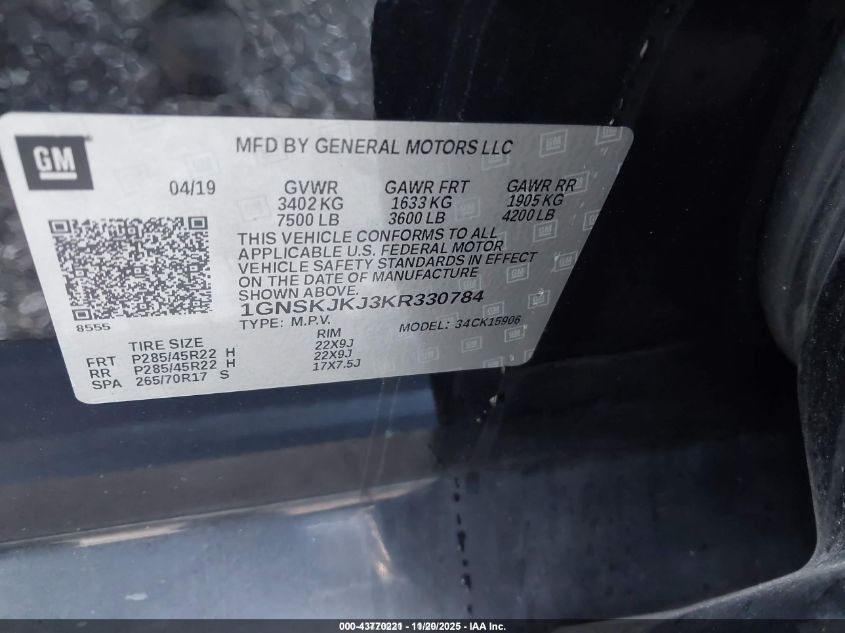 GM
MFD BY GENERAL MOTORS LLC
04/19 GVWR GAWR FRT GAWR RR
3402 KG 1633 KG 1905 KG
7500 LB 3600 LB 4200 LB
THIS VEHICLE CONFORMS TO ALL
APPLICABLE U.S. FEDERAL MOTOR
VEHICLE SAFETY STANDARDS IN EFFECT
ON THE DATE OF MANUFACTURE
SHOWN ABOVE.
1GNSKJKJ3KR330784
8555
TYPE: M.P.V. MODEL: 34CK15906
TIRE SIZE RIM
FRT P285/45R22 H 22X9J
RR P285/45R22 H 22X9J
SPA 265/70R17 S 17X7.5J
11/20/2025 - IAA Inc.